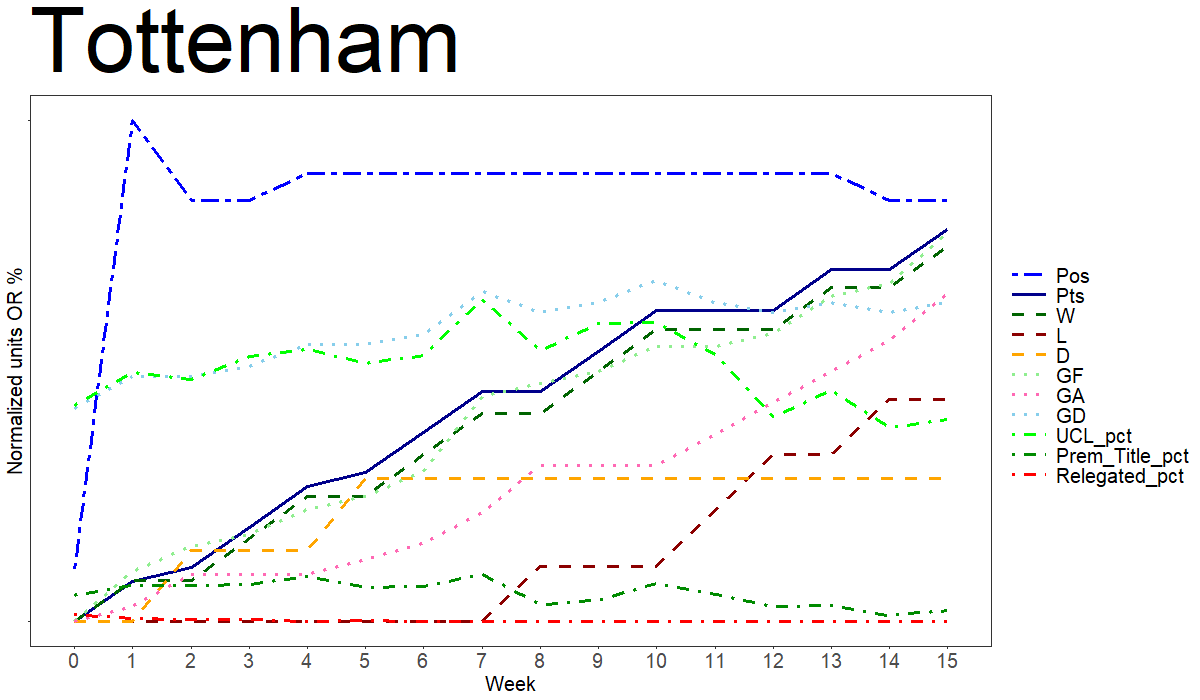 Tottenham
Normalized units OR %
Pos
Pts
W
L
D
GF
GA
GD
UCL_pct
Prem_Title_pct
Relegated_pct
0 1 2 3 4 5 6 7 8 9 10 11 12 13 14 15
Week